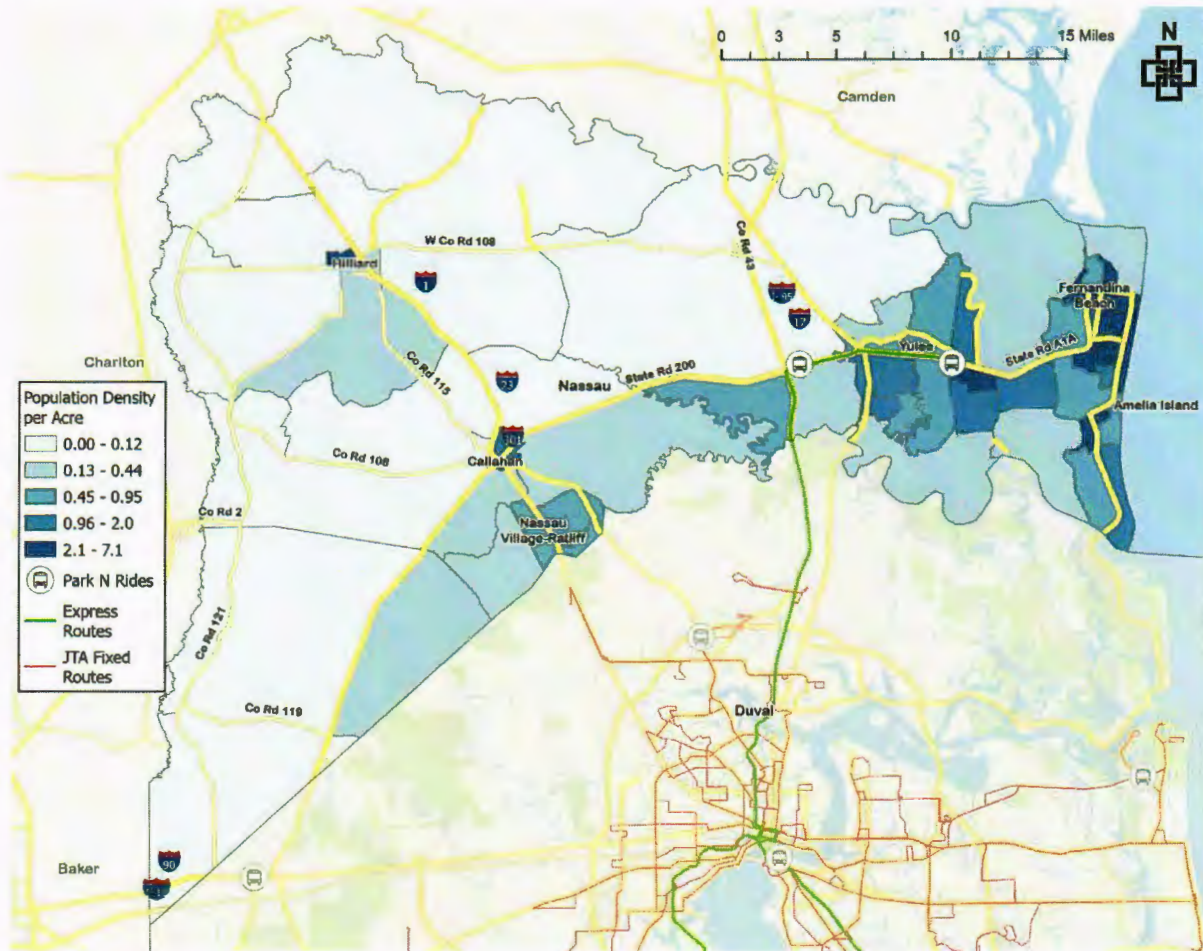 0 3 5 10 15 Miles
N
Camden
W Co Rd 108
Co Rd 43
Hilliard
1
I-95
17
Fernandina
Beach
Yulee
State Rd A1A
Charlton
Co Rd 115
23
Nassau
State Rd 200
Amelia Island
Population Density
per Acre
0.00 - 0.12
0.13 - 0.44
0.45 - 0.95
0.96 - 2.0
2.1 - 7.1
Park N Rides
Express
Routes
JTA Fixed
Routes
301
Callahan
Co Rd 108
Co Rd 2
Nassau
Village-Ratliff
Co Rd 121
Co Rd 119
Duval
Baker
90